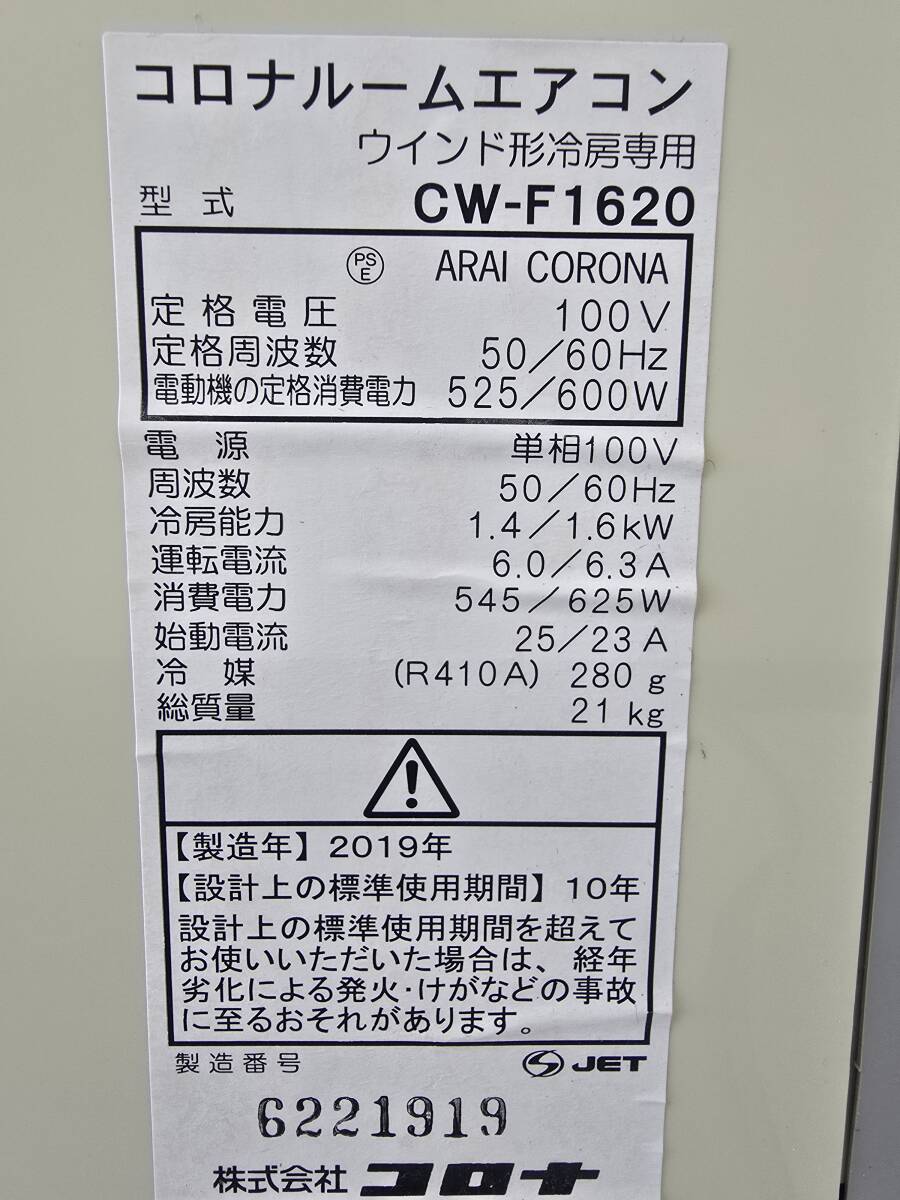 コロナルームエアコン
ウインド形冷房専用
型式 CW-F1620
PSE ARAI CORONA
定格電圧 100V
定格周波数 50/60Hz
電動機の定格消費電力 525/600W
電源 単相100V
周波数 50/60Hz
冷房能力 1.4/1.6kW
運転電流 6.0/6.3A
消費電力 545/625W
始動電流 25/23A
冷媒 (R410A) 280g
総質量 21kg
【製造年】2019年
【設計上の標準使用期間】10年
設計上の標準使用期間を超えて
お使いいただいた場合は、経年
劣化による発火・けがなどの事故
に至るおそれがあります。
製造番号 JET
6221919
株式会社 コロナ